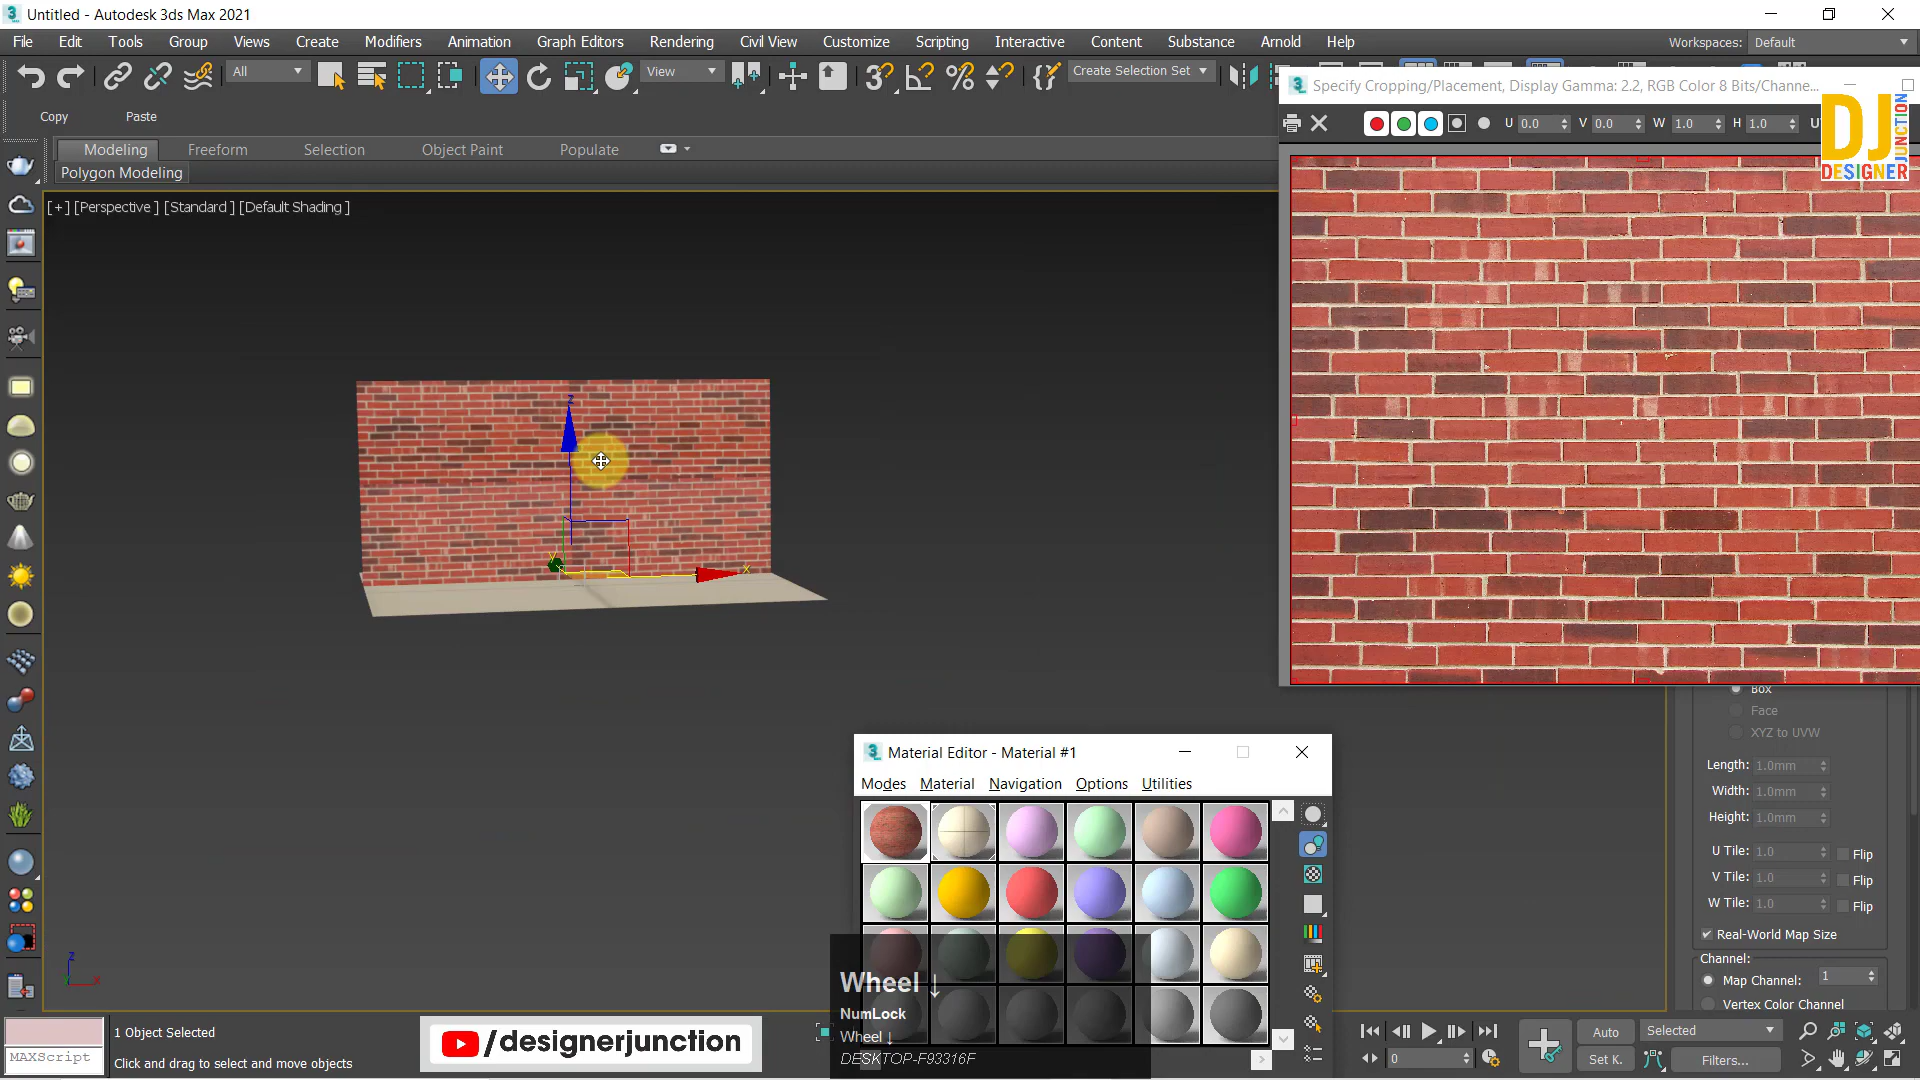 Untitled - Autodesk 3ds Max 2021
File Edit Tools Group Views Create Modifiers Animation Graph Editors Rendering Civil View Customize Scripting Interactive Content Substance Arnold Help
Workspaces: Default
All
View
Create Selection Set
Copy Paste
Modeling Freeform Selection Object Paint Populate
Polygon Modeling
[+] [Perspective ] [Standard ] [Default Shading ]
Specify Cropping/Placement, Display Gamma: 2.2, RGB Color 8 Bits/Channe...
U 0.0 V 0.0 W 1.0 H 1.0
DJ
JUNCTION
DESIGNER
z
x
y
z
x
Box
Face
XYZ to UVW
Length: 1.0mm
Width: 1.0mm
Height: 1.0mm
U Tile: 1.0 Flip
V Tile: 1.0 Flip
W Tile: 1.0 Flip
Real-World Map Size
Channel:
Map Channel: 1
Vertex Color Channel
Material Editor - Material #1
Modes Material Navigation Options Utilities
Wheel ↓
NumLock
Wheel ↓
DESKTOP-F93316F
MAXScript
1 Object Selected
Click and drag to select and move objects
/designerjunction
0
Auto
Set K.
Selected
Filters...